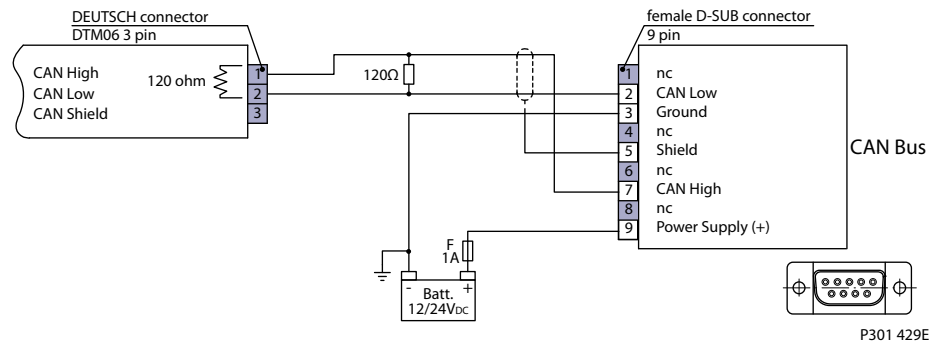 DEUTSCH connector
DTM06 3 pin
CAN High
CAN Low
CAN Shield
120 ohm
1
2
3
120Ω
female D-SUB connector
9 pin
1 nc
2 CAN Low
3 Ground
4 nc
5 Shield
6 nc
7 CAN High
8 nc
9 Power Supply (+)
CAN Bus
F
1A
- +
Batt.
12/24VDC
P301 429E